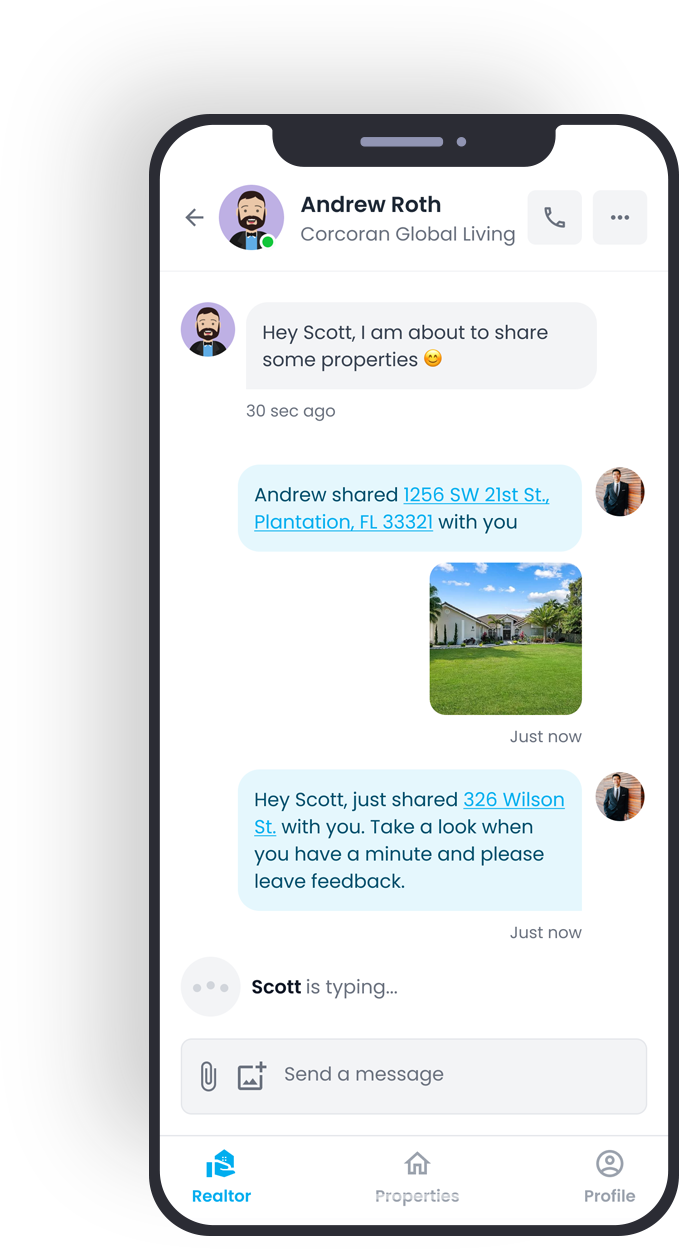 Andrew Roth
Corcoran Global Living
Hey Scott, I am about to share
some properties 😊
30 sec ago
Andrew shared 1256 SW 21st St.,
Plantation, FL 33321 with you
Just now
Hey Scott, just shared 326 Wilson
St. with you. Take a look when
you have a minute and please
leave feedback.
Just now
Scott is typing...
Send a message
Realtor
Properties
Profile